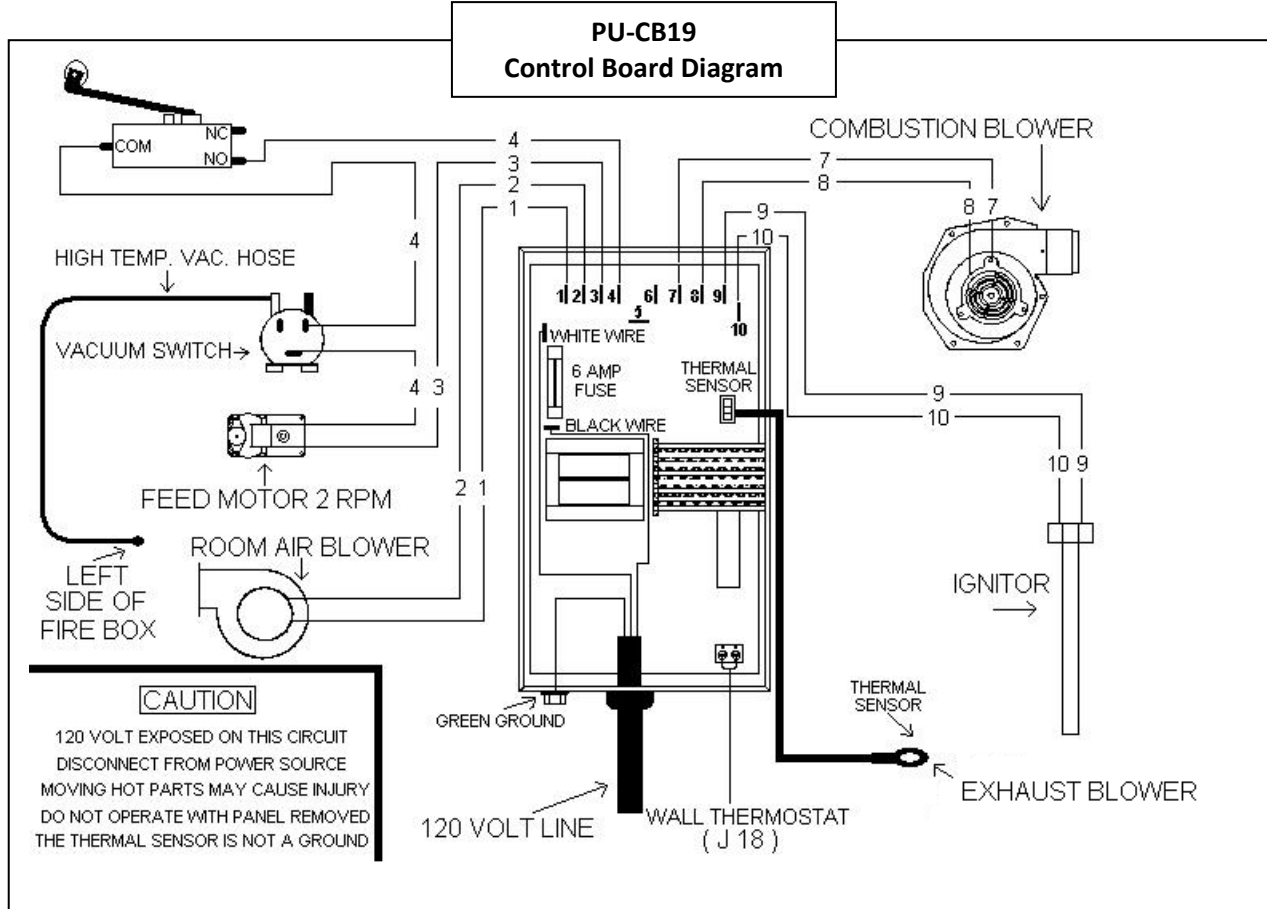 PU-CB19
Control Board Diagram
NC
COM
NO
4
3
2
1
4
7
8
8 7
9
10
COMBUSTION BLOWER
HIGH TEMP. VAC. HOSE
VACUUM SWITCH
4 3
FEED MOTOR 2 RPM
2 1
ROOM AIR BLOWER
LEFT
SIDE OF
FIRE BOX
1 2 3 4 6 7 8 9
5
10
WHITE WIRE
6 AMP
FUSE
BLACK WIRE
THERMAL
SENSOR
9
10
10 9
IGNITOR
CAUTION
120 VOLT EXPOSED ON THIS CIRCUIT
DISCONNECT FROM POWER SOURCE
MOVING HOT PARTS MAY CAUSE INJURY
DO NOT OPERATE WITH PANEL REMOVED
THE THERMAL SENSOR IS NOT A GROUND
GREEN GROUND
120 VOLT LINE
WALL THERMOSTAT
( J 18 )
THERMAL
SENSOR
EXHAUST BLOWER